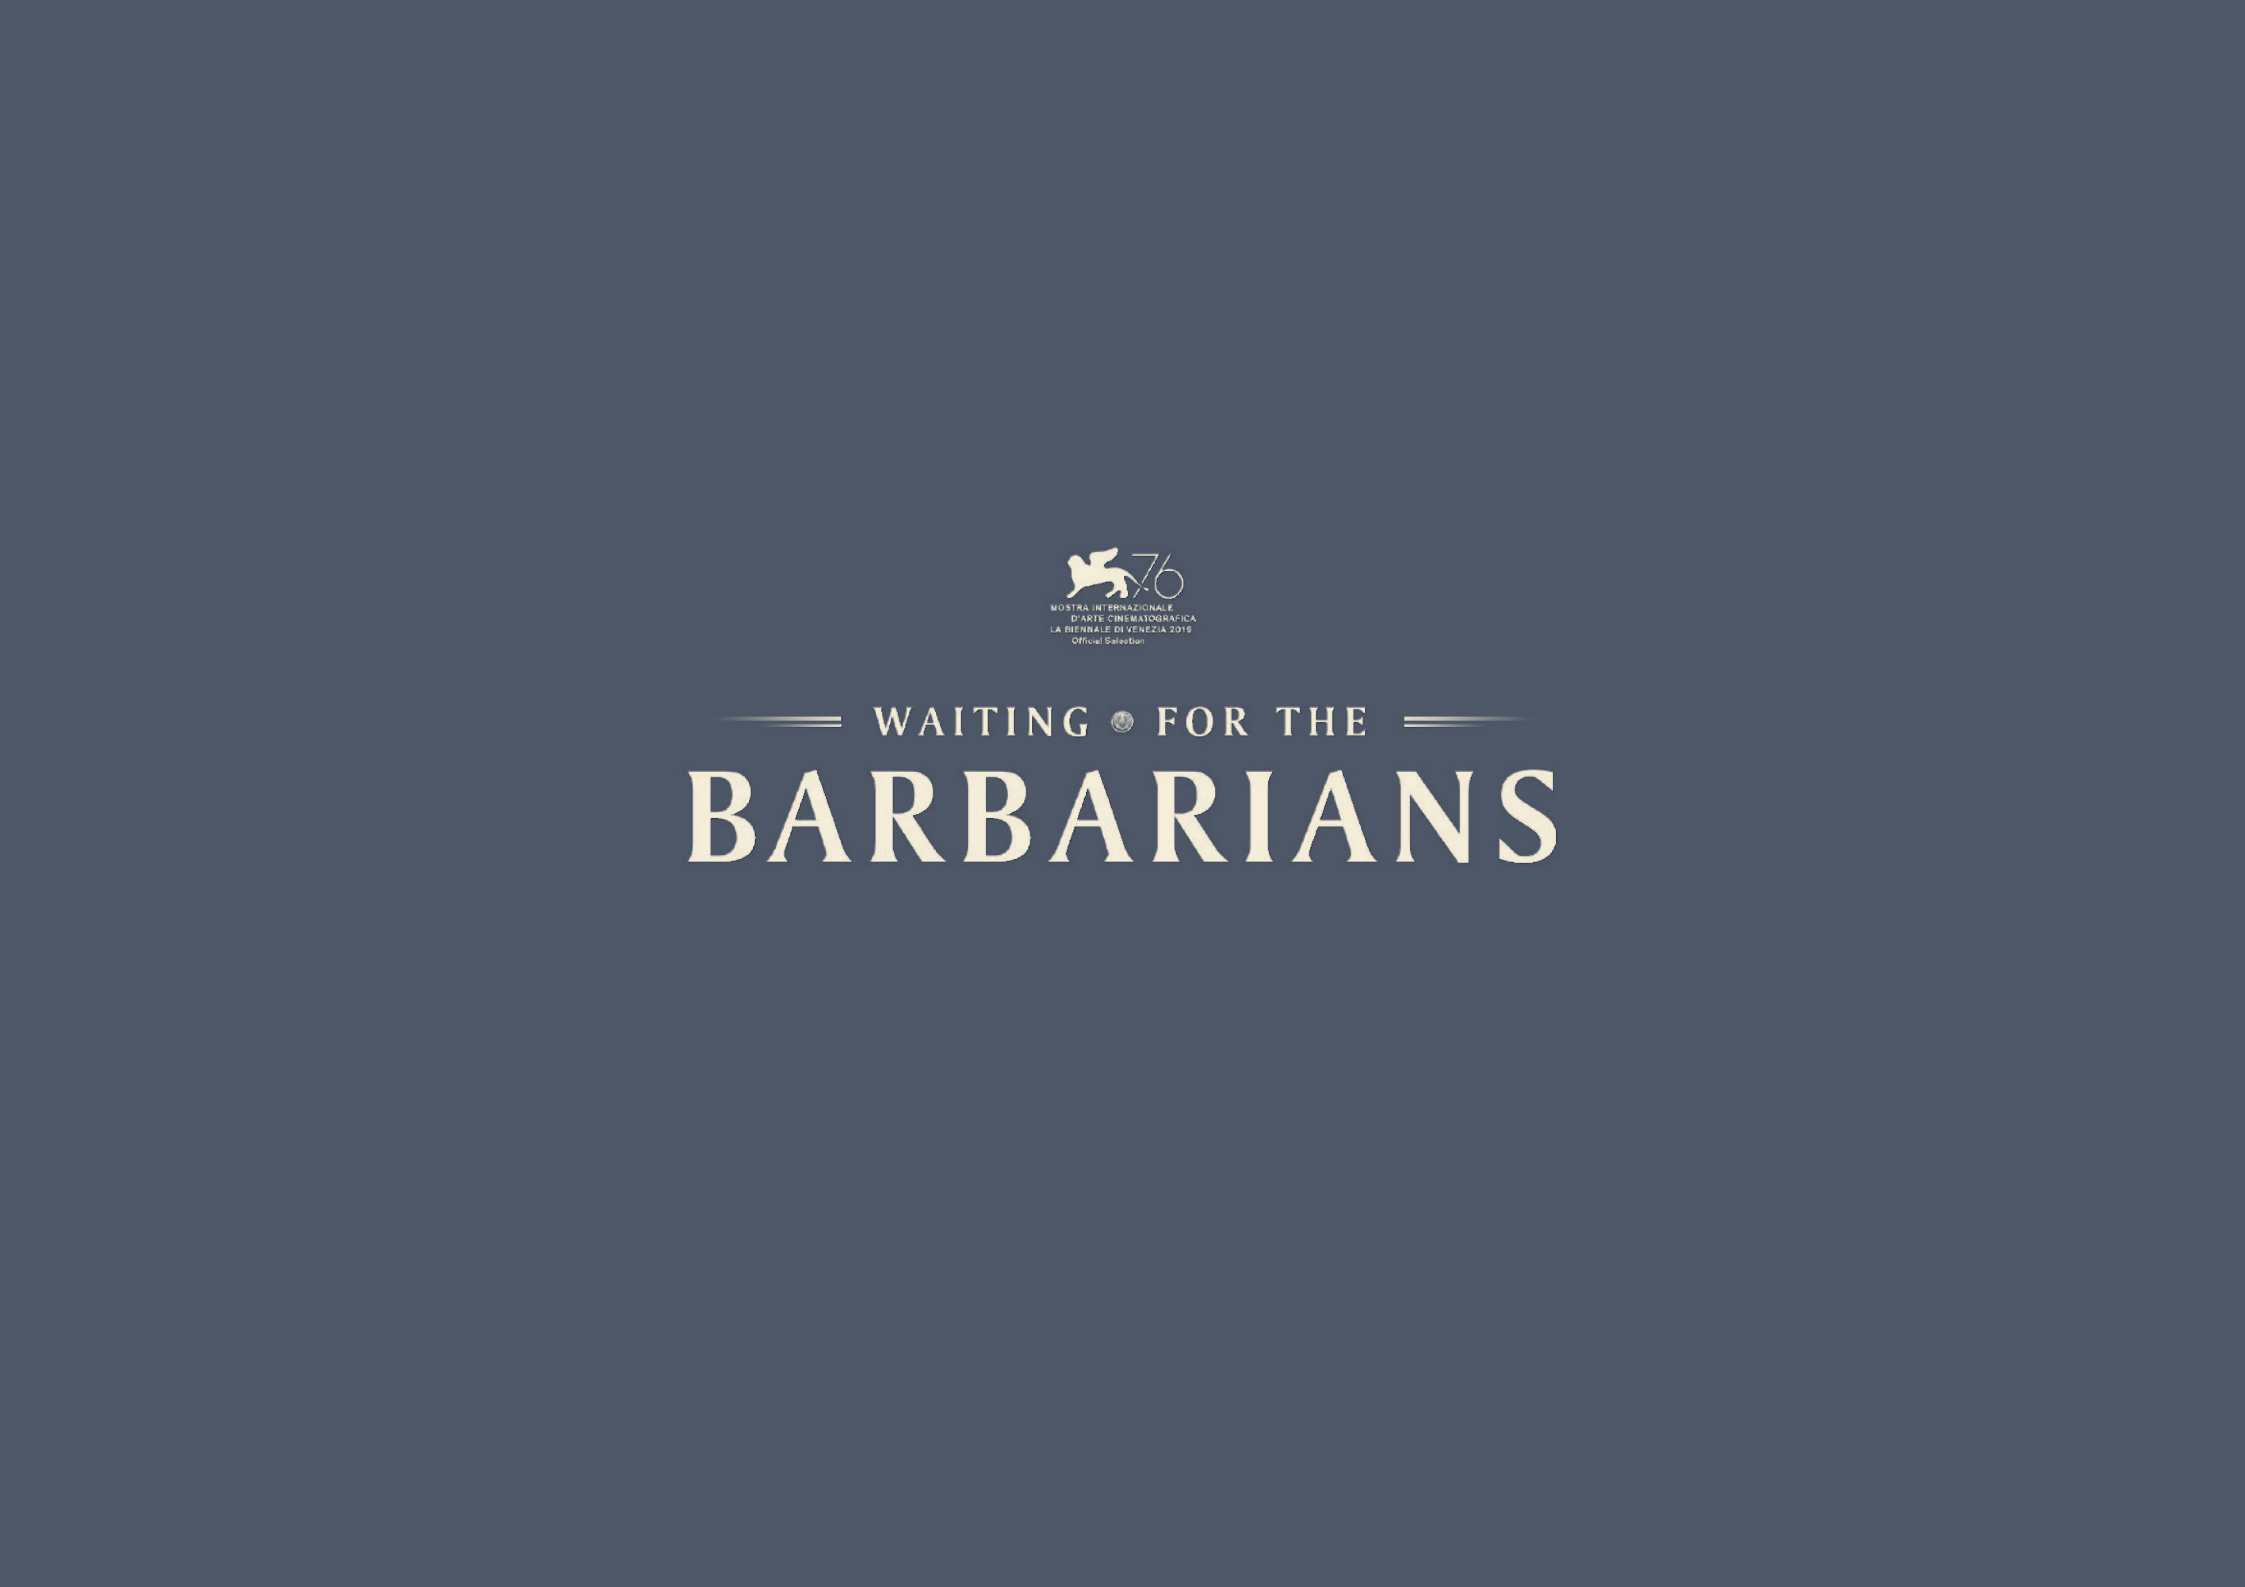 76
MOSTRA INTERNAZIONALE
D'ARTE CINEMATOGRAFICA
LA BIENNALE DI VENEZIA 2019
Official Selection
WAITING FOR THE
BARBARIANS